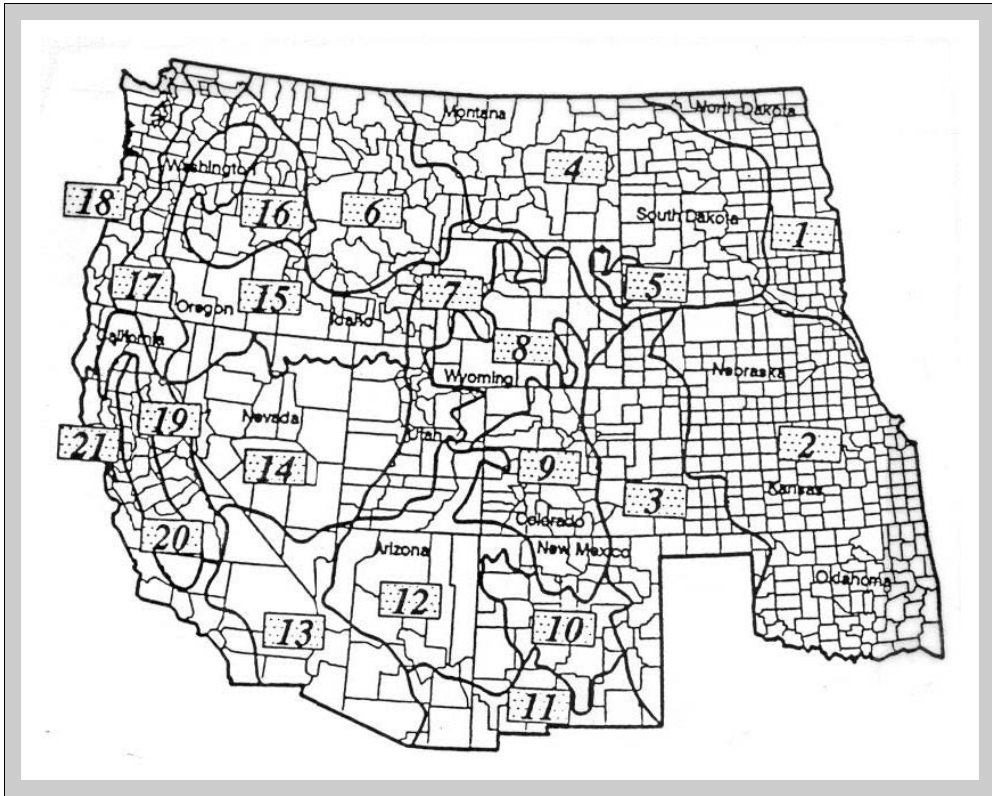 Montana
North Dakota
4
Washington
18
16
6
South Dakota
1
17
15
7
5
Oregon
Idaho
California
8
Wyoming
Nebraska
19
Nevada
21
Utah
14
9
2
3
Kansas
20
Colorado
Arizona
New Mexico
Oklahoma
12
13
10
11